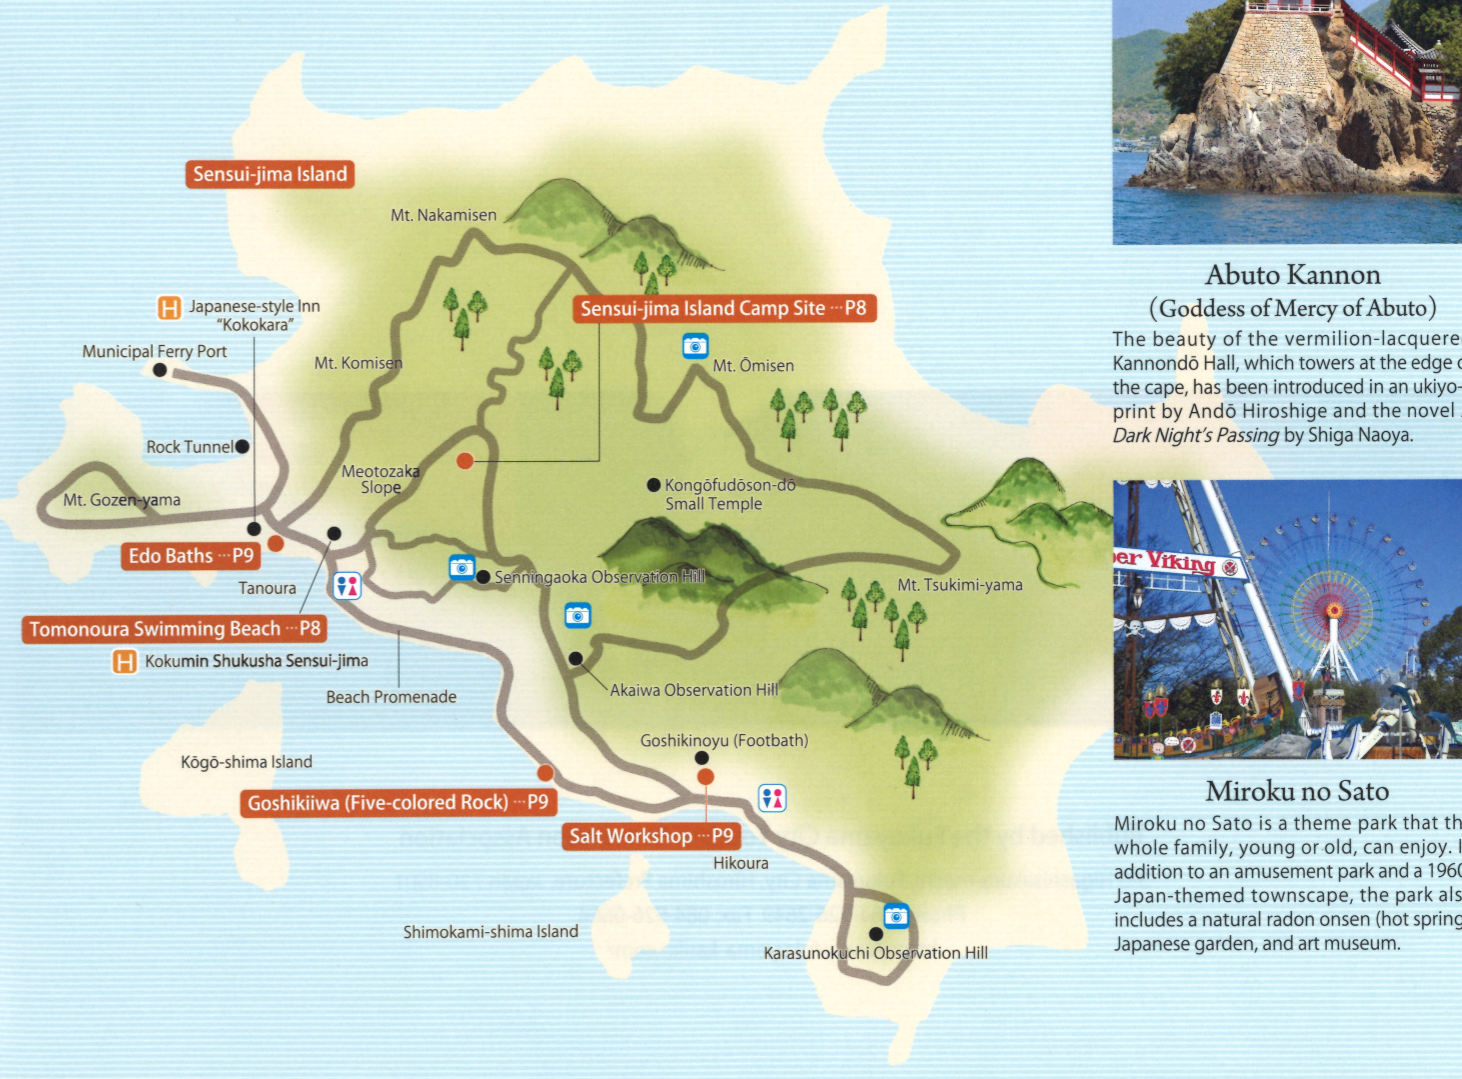 Sensui-jima Island
Mt. Nakamisen
H Japanese-style Inn
“Kokokara”
Sensui-jima Island Camp Site ···P8
Municipal Ferry Port
Mt. Komisen
Mt. Ōmisen
Rock Tunnel
Meotozaka
Slope
Mt. Gozen-yama
Kongōfudōson-dō
Small Temple
Edo Baths ···P9
Senningaoka Observation Hill
Tanoura
Mt. Tsukimi-yama
Tomonoura Swimming Beach ···P8
H Kokumin Shukusha Sensui-jima
Beach Promenade
Akaiwa Observation Hill
Kōgō-shima Island
Goshikinoyu (Footbath)
Goshikiiwa (Five-colored Rock) ···P9
Salt Workshop ···P9
Hikoura
Shimokami-shima Island
Karasunokuchi Observation Hill
Abuto Kannon
(Goddess of Mercy of Abuto)
The beauty of the vermilion-lacquere
Kannondō Hall, which towers at the edge
the cape, has been introduced in an ukiyo-
print by Andō Hiroshige and the novel
Dark Night’s Passing by Shiga Naoya.
per Viking
Miroku no Sato
Miroku no Sato is a theme park that th
whole family, young or old, can enjoy. I
addition to an amusement park and a 1960
Japan-themed townscape, the park als
includes a natural radon onsen (hot spring
Japanese garden, and art museum.